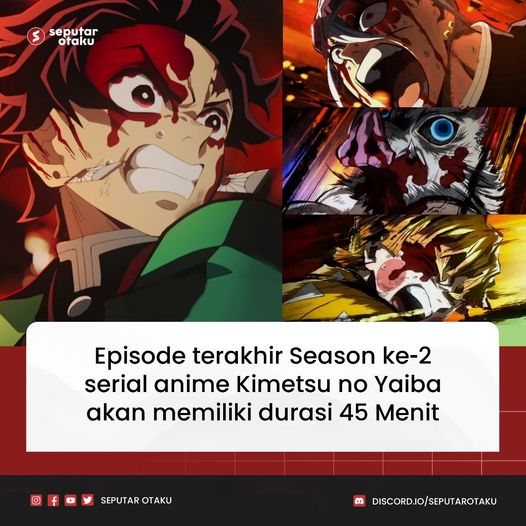 seputar
otaku
Episode terakhir Season ke-2
serial anime Kimetsu no Yaiba
akan memiliki durasi 45 Menit
SEPUTAR OTAKU
DISCORD.IO/SEPUTAROTAKU